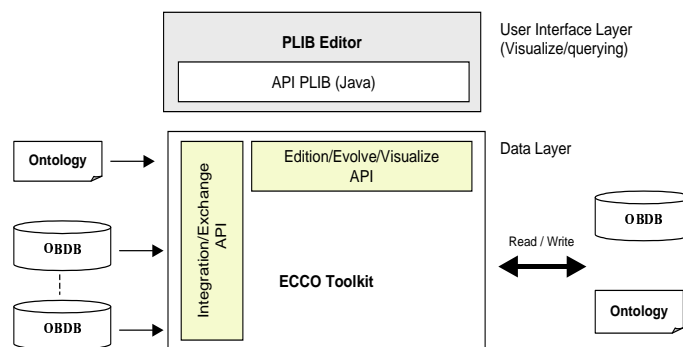 PLIB Editor
API PLIB (Java)
User Interface Layer
(Visualize/querying)
Ontology
OBDB
OBDB
Integration/Exchange
API
Edition/Evolve/Visualize
API
ECCO Toolkit
Data Layer
Read / Write
OBDB
Ontology